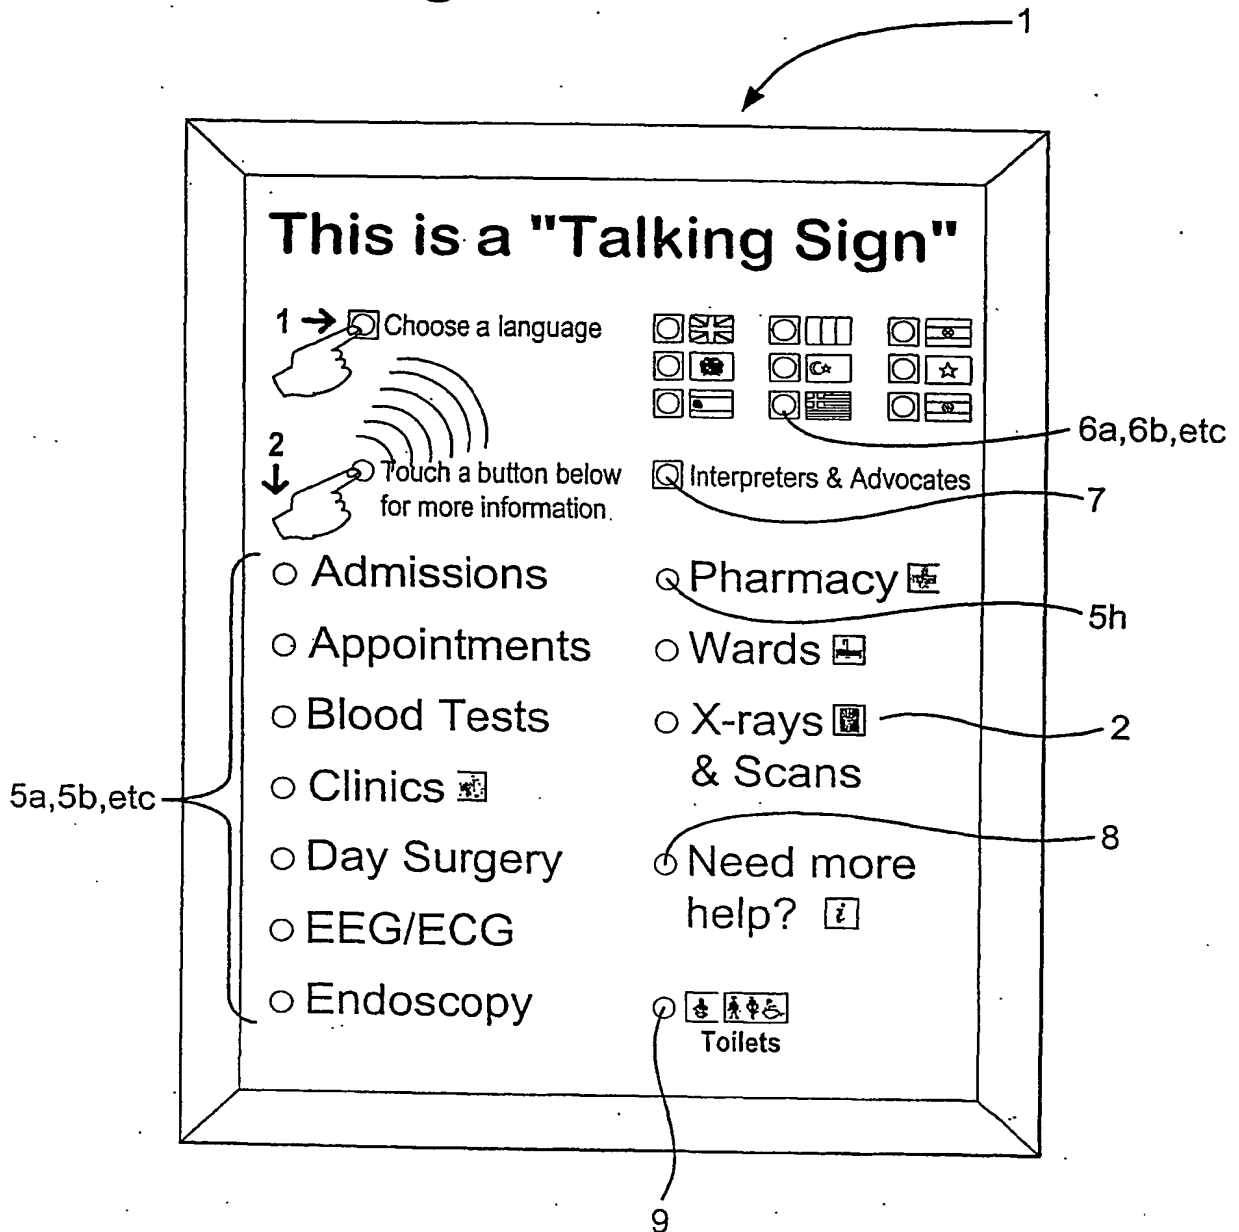 1
This is a "Talking Sign"
1 → Choose a language
6a,6b,etc
2
Touch a button below
for more information.
Interpreters & Advocates
7
Admissions
Appointments
Blood Tests
Clinics
Day Surgery
EEG/ECG
Endoscopy
5a,5b,etc
Pharmacy
5h
Wards
X-rays
& Scans
2
8
Need more
help? i
Toilets
9